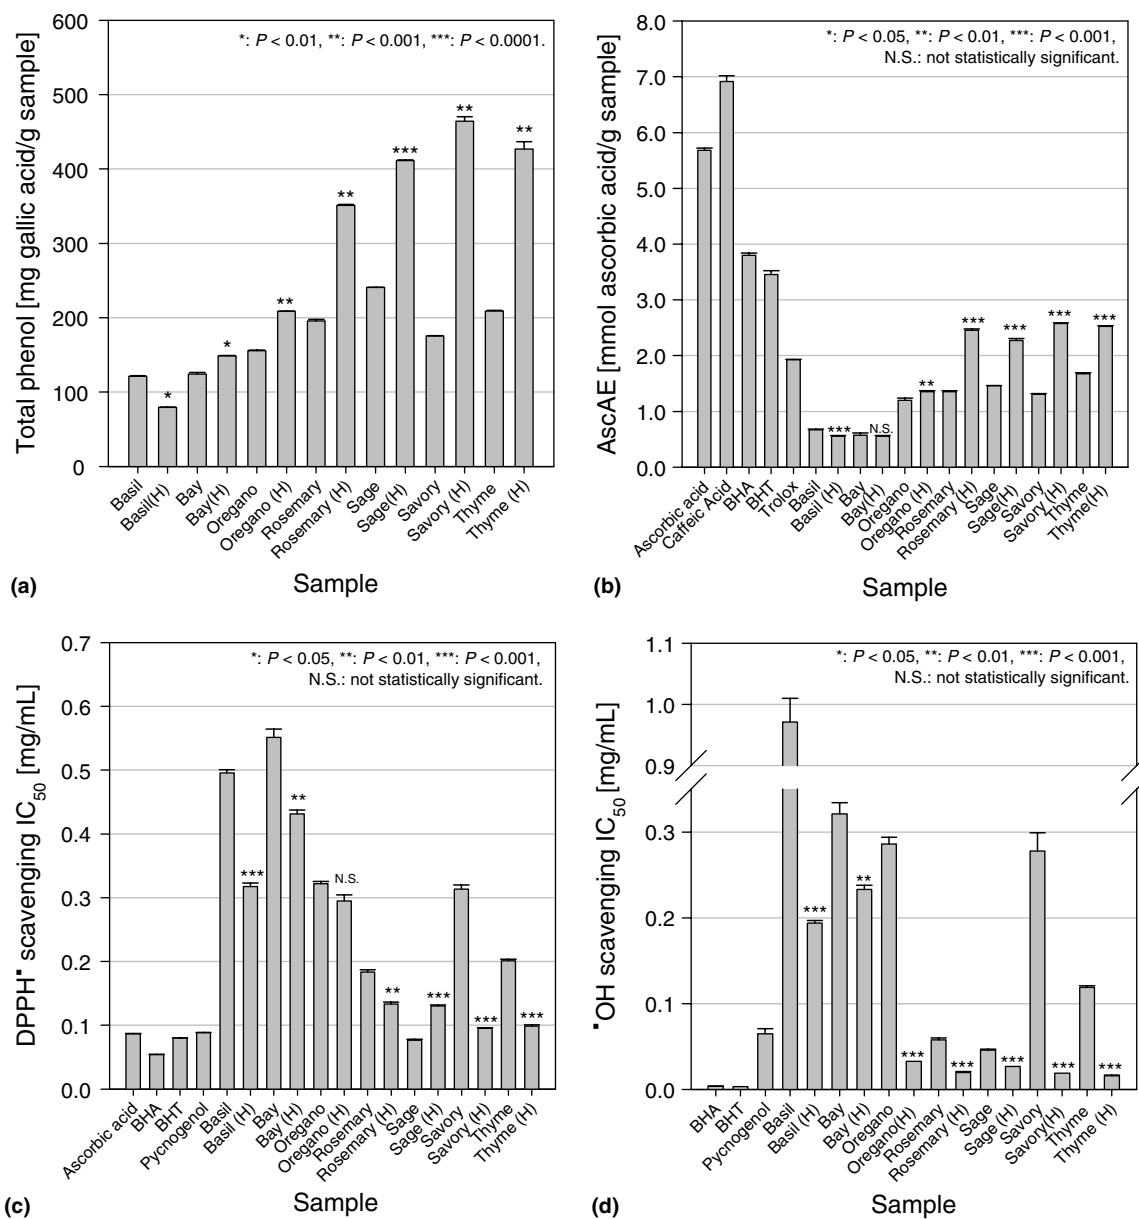 *: P < 0.01, **: P < 0.001, ***: P < 0.0001.
Total phenol [mg gallic acid/g sample]
600
500
400
300
200
100
0
*
*
**
**
***
**
**
Basil
Basil(H)
Bay
Bay(H)
Oregano
Oregano (H)
Rosemary
Rosemary (H)
Sage
Sage(H)
Savory
Savory (H)
Thyme
Thyme (H)
(a)
Sample
*: P < 0.05, **: P < 0.01, ***: P < 0.001,
N.S.: not statistically significant.
AscAE [mmol ascorbic acid/g sample]
8.0
7.0
6.0
5.0
4.0
3.0
2.0
1.0
0.0
***
N.S.
**
***
***
***
***
Ascorbic acid
Caffeic Acid
BHA
BHT
Trolox
Basil
Basil (H)
Bay
Bay(H)
Oregano
Oregano (H)
Rosemary
Rosemary (H)
Sage
Sage(H)
Savory
Savory (H)
Thyme
Thyme(H)
(b)
Sample
*: P < 0.05, **: P < 0.01, ***: P < 0.001,
N.S.: not statistically significant.
DPPH▪ scavenging IC50 [mg/mL]
0.7
0.6
0.5
0.4
0.3
0.2
0.1
0.0
***
**
N.S.
**
***
***
***
Ascorbic acid
BHA
BHT
Pycnogenol
Basil
Basil (H)
Bay
Bay (H)
Oregano
Oregano (H)
Rosemary
Rosemary (H)
Sage
Sage (H)
Savory
Savory (H)
Thyme
Thyme (H)
(c)
Sample
*: P < 0.05, **: P < 0.01, ***: P < 0.001,
N.S.: not statistically significant.
▪OH scavenging IC50 [mg/mL]
1.1
1.0
0.9
0.3
0.2
0.1
0.0
***
**
***
***
***
***
***
BHA
BHT
Pycnogenol
Basil
Basil (H)
Bay
Bay (H)
Oregano
Oregano(H)
Rosemary
Rosemary (H)
Sage
Sage (H)
Savory
Savory(H)
Thyme
Thyme (H)
(d)
Sample